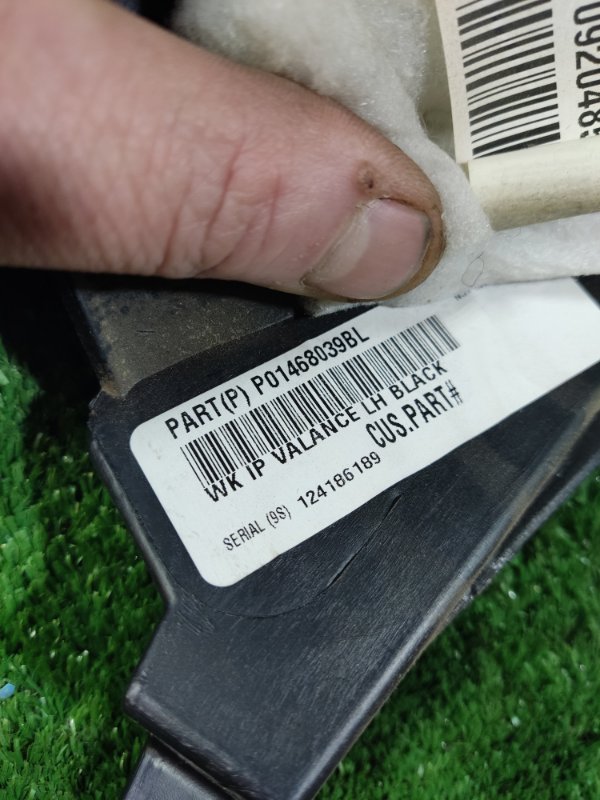 PART(P) P01468039BL
WK IP VALANCE LH BLACK
CUS.PART#
SERIAL (9S) 124186189